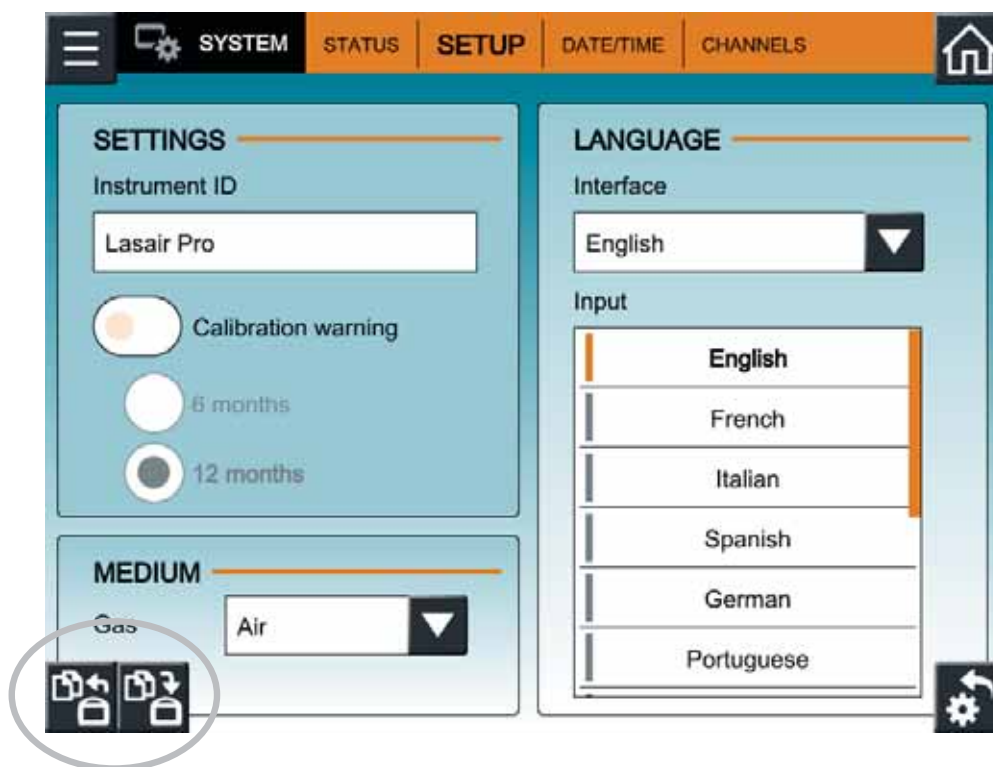 SYSTEM STATUS SETUP DATE/TIME CHANNELS
SETTINGS
Instrument ID
Lasair Pro
Calibration warning
6 months
12 months
MEDIUM
Gas Air
LANGUAGE
Interface
English
Input
English
French
Italian
Spanish
German
Portuguese